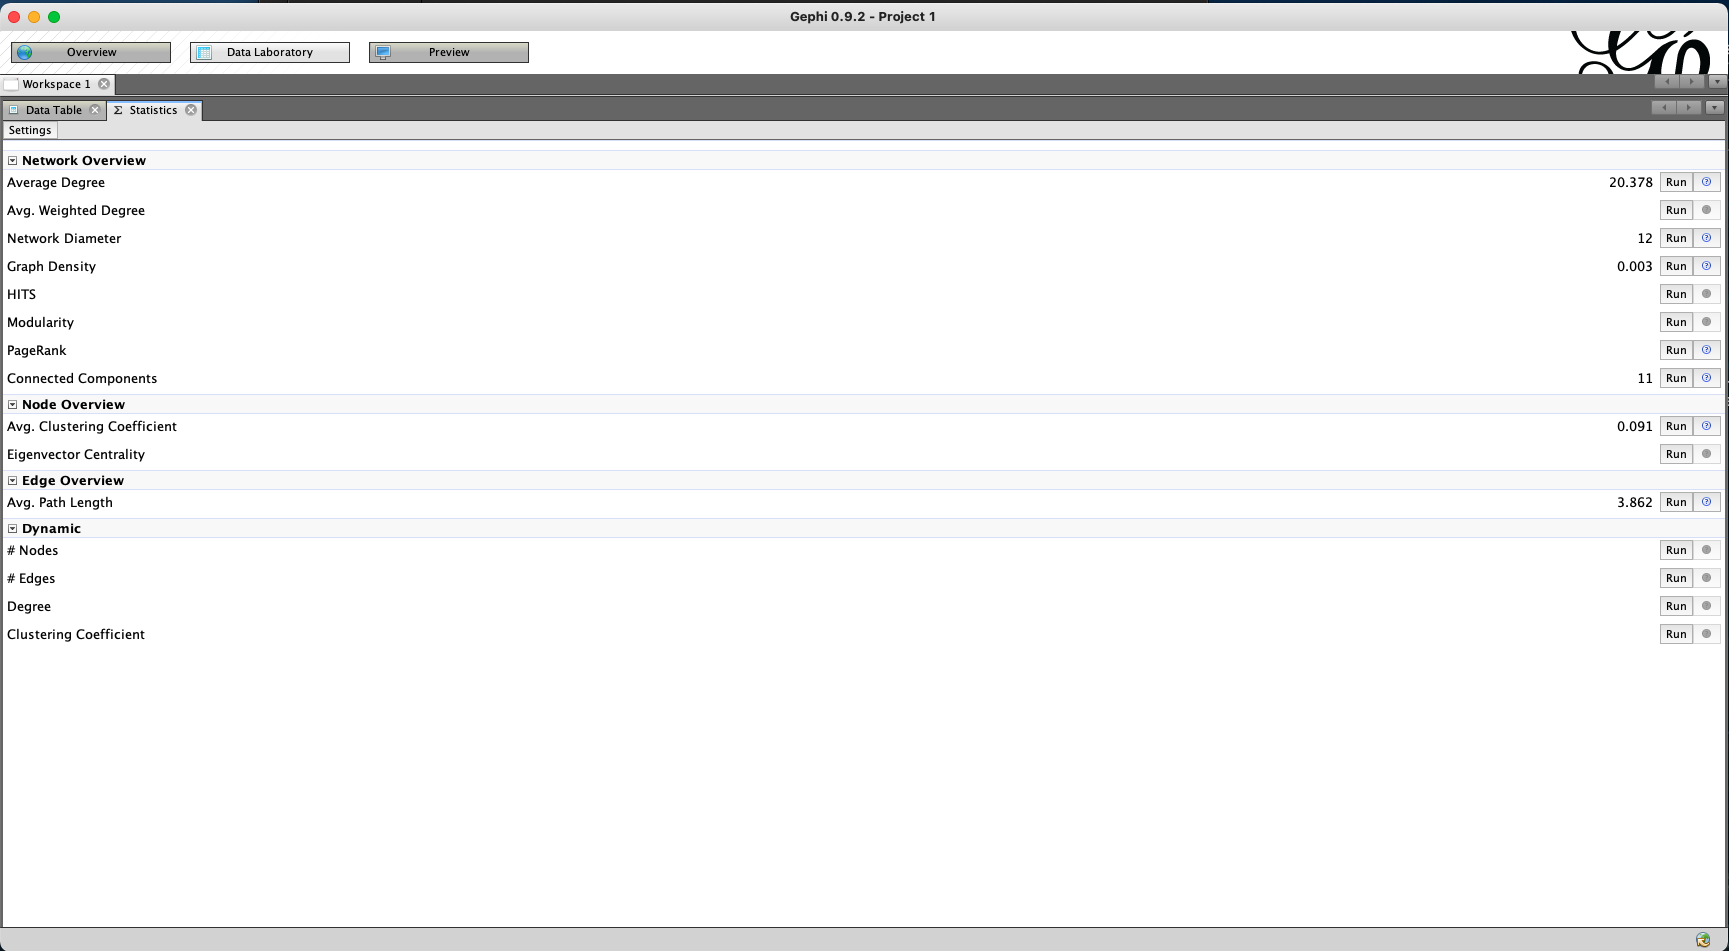 Gephi 0.9.2 - Project 1
Overview Data Laboratory Preview
Workspace 1
Data Table Σ Statistics
Settings
Network Overview
Average Degree 20.378 Run
Avg. Weighted Degree Run
Network Diameter 12 Run
Graph Density 0.003 Run
HITS Run
Modularity Run
PageRank Run
Connected Components 11 Run
Node Overview
Avg. Clustering Coefficient 0.091 Run
Eigenvector Centrality Run
Edge Overview
Avg. Path Length 3.862 Run
Dynamic
# Nodes Run
# Edges Run
Degree Run
Clustering Coefficient Run